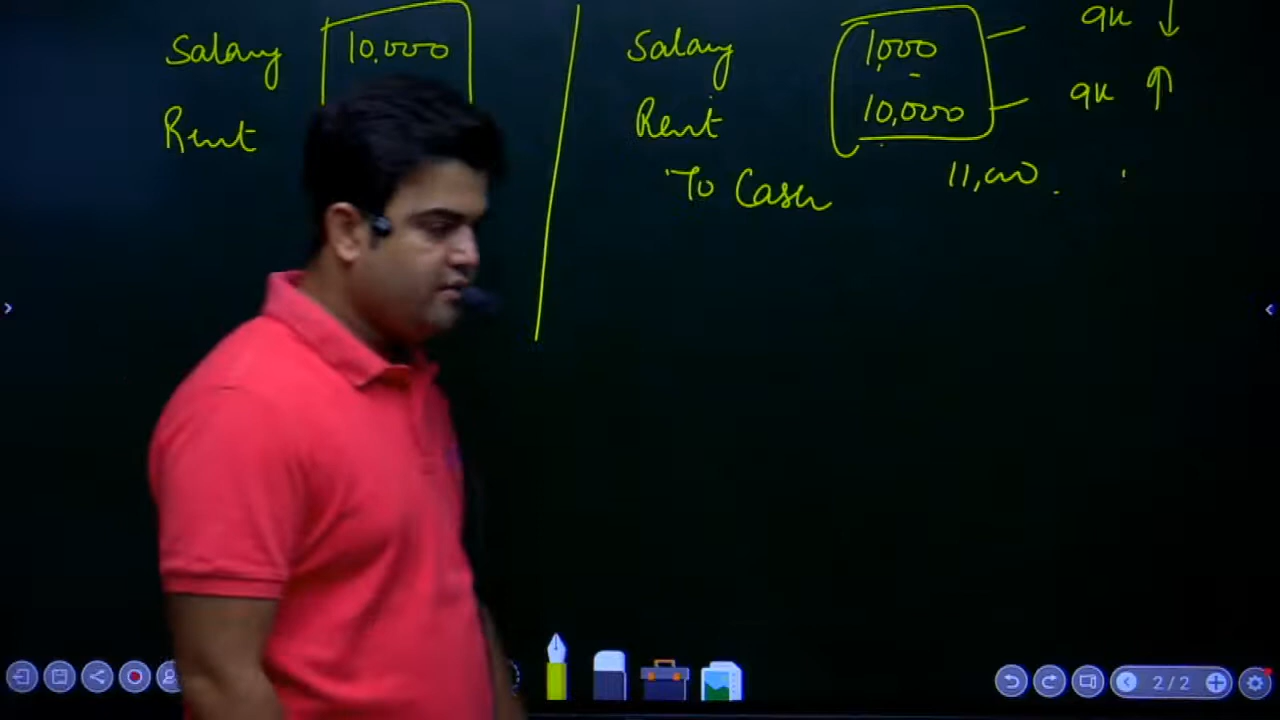 Salary 10,000
Rent
Salary 1,000 9k ↓
Rent 10,000 9k ↑
To Cash 11,000.
2/2